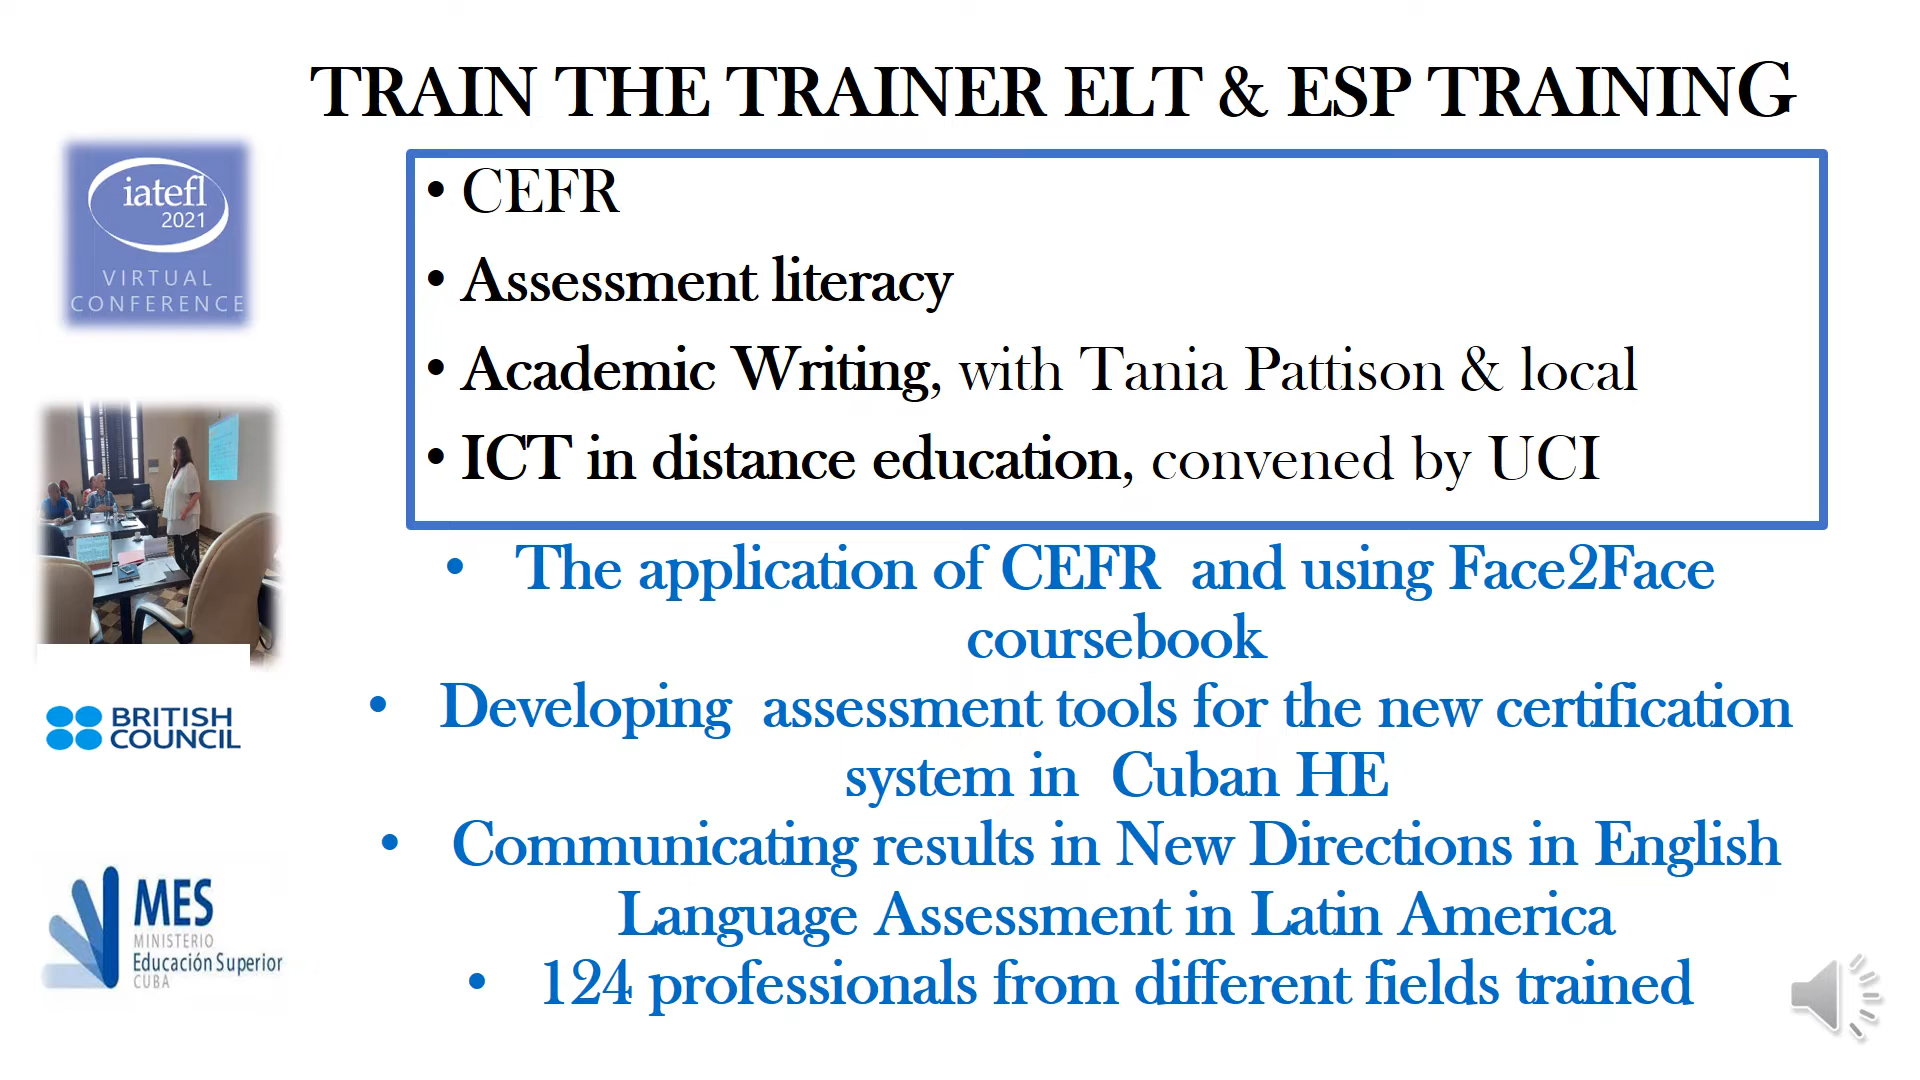 TRAIN THE TRAINER ELT & ESP TRAINING
iatefl
2021
VIRTUAL
CONFERENCE
• CEFR
• Assessment literacy
• Academic Writing, with Tania Pattison & local
• ICT in distance education, convened by UCI
• The application of CEFR and using Face2Face
coursebook
• Developing assessment tools for the new certification
system in Cuban HE
• Communicating results in New Directions in English
Language Assessment in Latin America
• 124 professionals from different fields trained
BRITISH
COUNCIL
MES
MINISTERIO
Educación Superior
CUBA